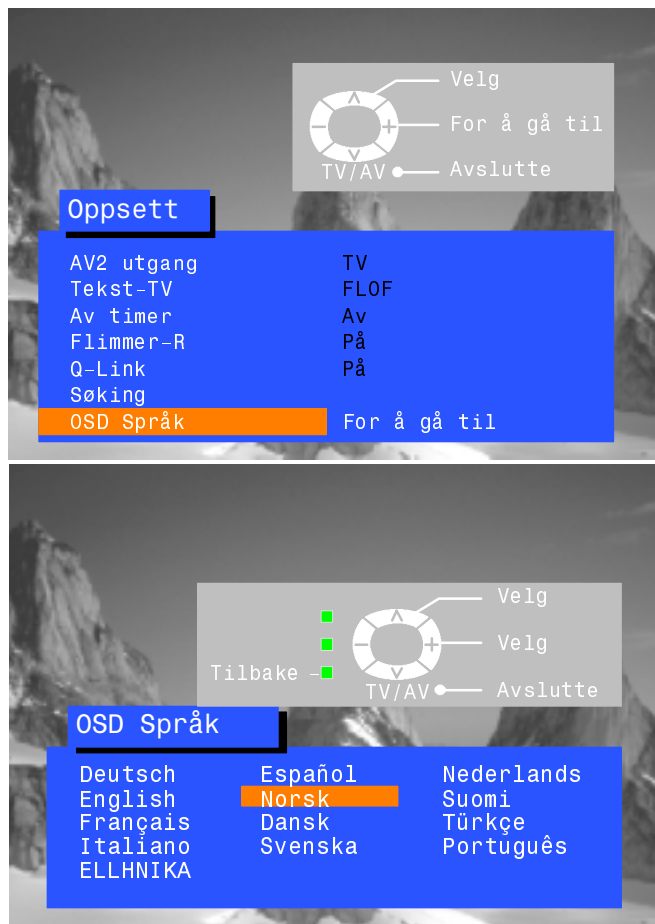 Velg
For å gå til
TV/AV Avslutte
Oppsett
AV2 utgang TV
Tekst-TV FLOF
Av timer Av
Flimmer-R På
Q-Link På
Søking
OSD Språk For å gå til
Velg
Velg
Tilbake
TV/AV Avslutte
OSD Språk
Deutsch Español Nederlands
English Norsk Suomi
Français Dansk Türkçe
Italiano Svenska Português
ELLHNIKA